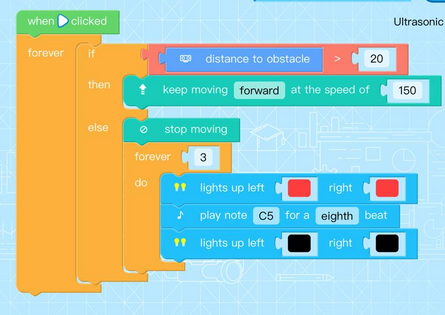 when clicked
Ultrasonic
forever
if distance to obstacle > 20
then keep moving forward at the speed of 150
else stop moving
forever 3
do lights up left right
play note C5 for a eighth beat
lights up left right